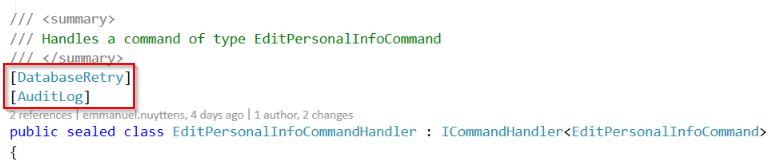 /// <summary>
/// Handles a command of type EditPersonalInfoCommand
/// </summary>
[DatabaseRetry]
[AuditLog]
2 references | emmanuel.nuyttens, 4 days ago | 1 author, 2 changes
public sealed class EditPersonalInfoCommandHandler : ICommandHandler<EditPersonalInfoCommand>
{